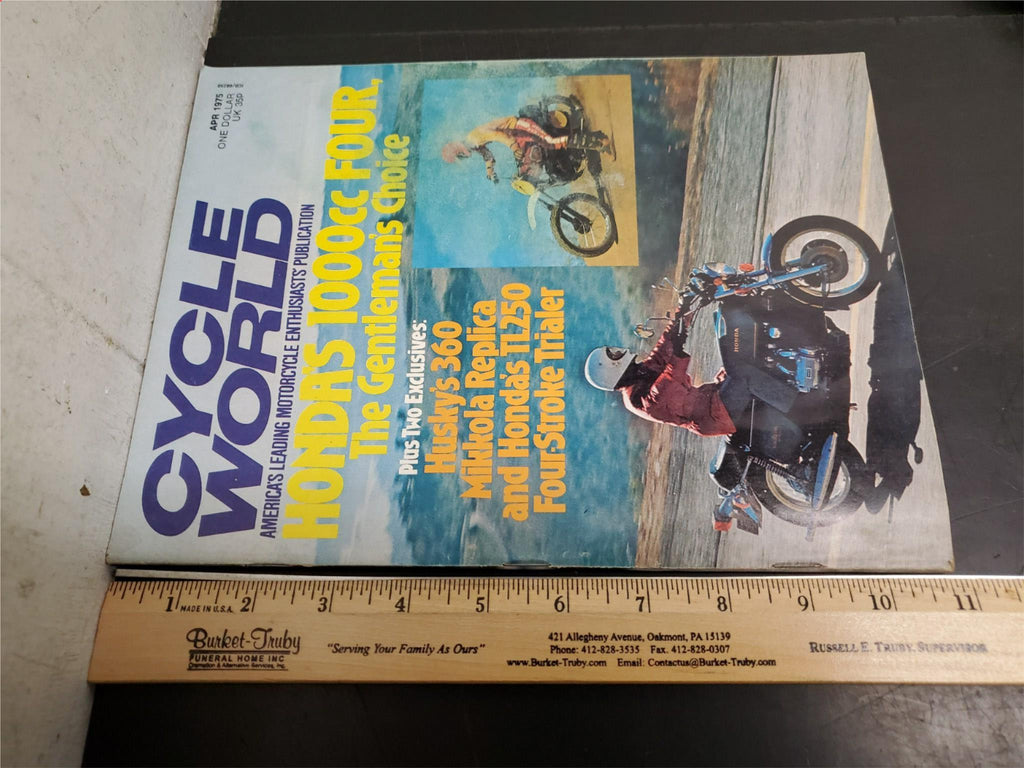 APR 1975
ONE DOLLAR
UK 35p
CYCLE
WORLD
AMERICA'S LEADING MOTORCYCLE ENTHUSIASTS' PUBLICATION
HONDA'S 1000cc FOUR,
The Gentleman's Choice
Plus Two Exclusives:
Husky's 360
Mikkola Replica
and Honda's TL250
Four-Stroke Trialer
HONDA
1 2 3 4 5 6 7 8 9 10 11
MADE IN U.S.A.
Burket-Truby
FUNERAL HOME INC
Cremation & Alternative Services, Inc.
"Serving Your Family As Ours"
421 Allegheny Avenue, Oakmont, PA 15139
Phone: 412-828-3535 Fax. 412-828-0307
www.Burket-Truby.com Email: Contactus@Burket-Truby.com
RUSSELL E. TRUBY, SUPERVISOR